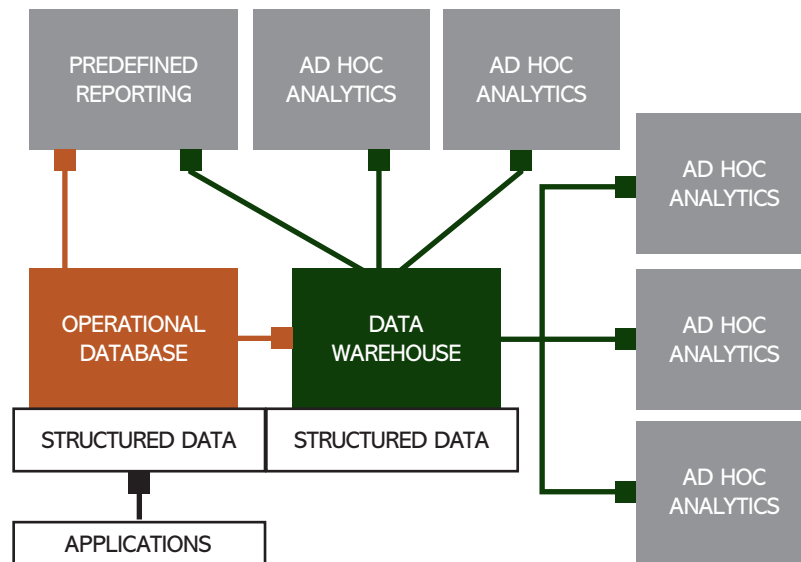 PREDEFINED
REPORTING
AD HOC
ANALYTICS
AD HOC
ANALYTICS
AD HOC
ANALYTICS
OPERATIONAL
DATABASE
DATA
WAREHOUSE
AD HOC
ANALYTICS
STRUCTURED DATA
STRUCTURED DATA
AD HOC
ANALYTICS
APPLICATIONS